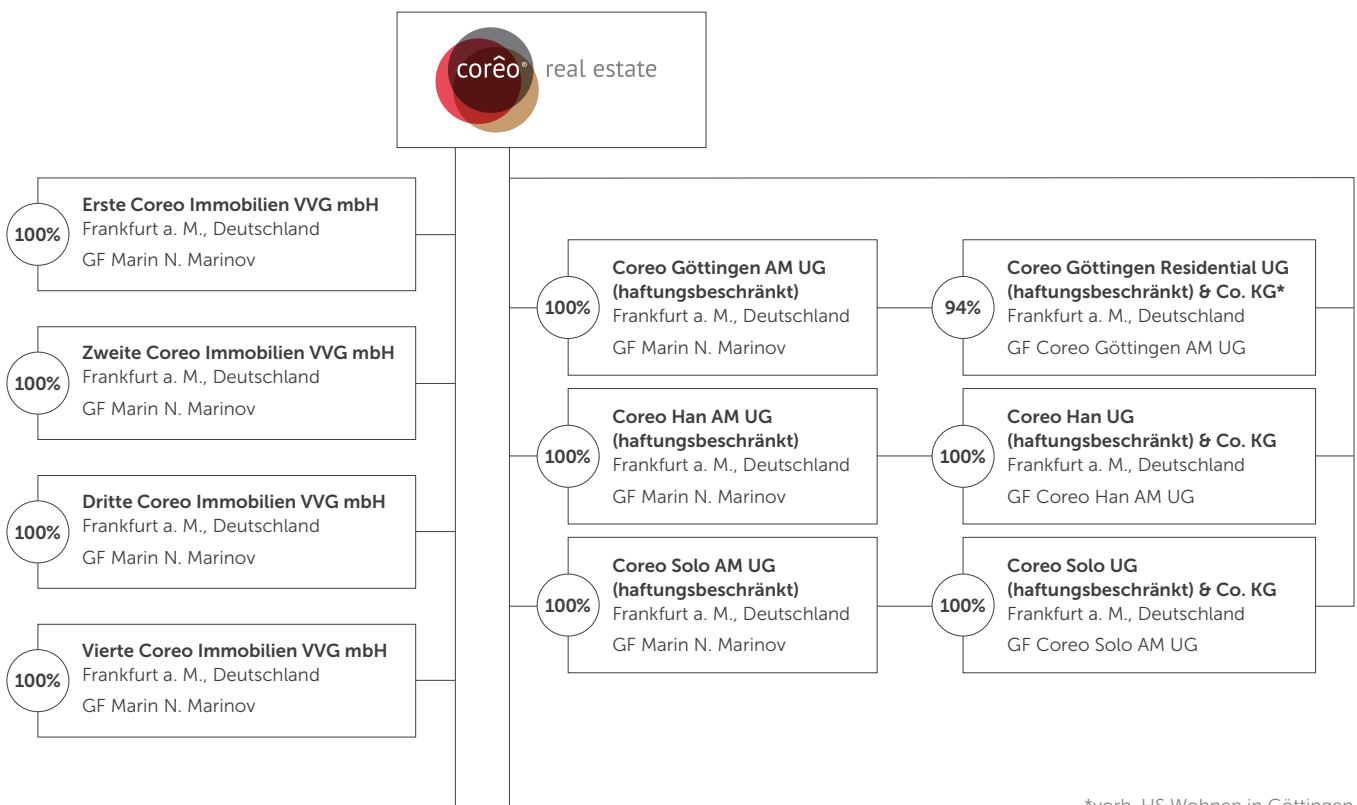 corêo® real estate
100%
Erste Coreo Immobilien VVG mbH
Frankfurt a. M., Deutschland
GF Marin N. Marinov
100%
Zweite Coreo Immobilien VVG mbH
Frankfurt a. M., Deutschland
GF Marin N. Marinov
100%
Dritte Coreo Immobilien VVG mbH
Frankfurt a. M., Deutschland
GF Marin N. Marinov
100%
Vierte Coreo Immobilien VVG mbH
Frankfurt a. M., Deutschland
GF Marin N. Marinov
100%
Coreo Göttingen AM UG
(haftungsbeschränkt)
Frankfurt a. M., Deutschland
GF Marin N. Marinov
94%
Coreo Göttingen Residential UG
(haftungsbeschränkt) & Co. KG*
Frankfurt a. M., Deutschland
GF Coreo Göttingen AM UG
100%
Coreo Han AM UG
(haftungsbeschränkt)
Frankfurt a. M., Deutschland
GF Marin N. Marinov
100%
Coreo Han UG
(haftungsbeschränkt) & Co. KG
Frankfurt a. M., Deutschland
GF Coreo Han AM UG
100%
Coreo Solo AM UG
(haftungsbeschränkt)
Frankfurt a. M., Deutschland
GF Marin N. Marinov
100%
Coreo Solo UG
(haftungsbeschränkt) & Co. KG
Frankfurt a. M., Deutschland
GF Coreo Solo AM UG
*vorh. HS Wohnen in Göttingen